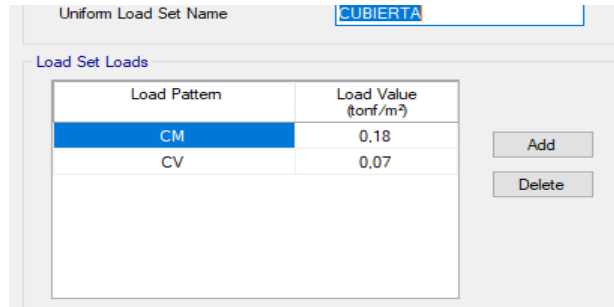 Uniform Load Set Name CUBIERTA
Load Set Loads
Load Pattern Load Value
(tonf/m²)
CM 0,18
Add
CV 0,07
Delete